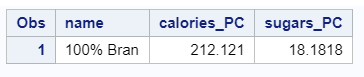 Obs name calories_PC sugars_PC
1 100% Bran 212.121 18.1818